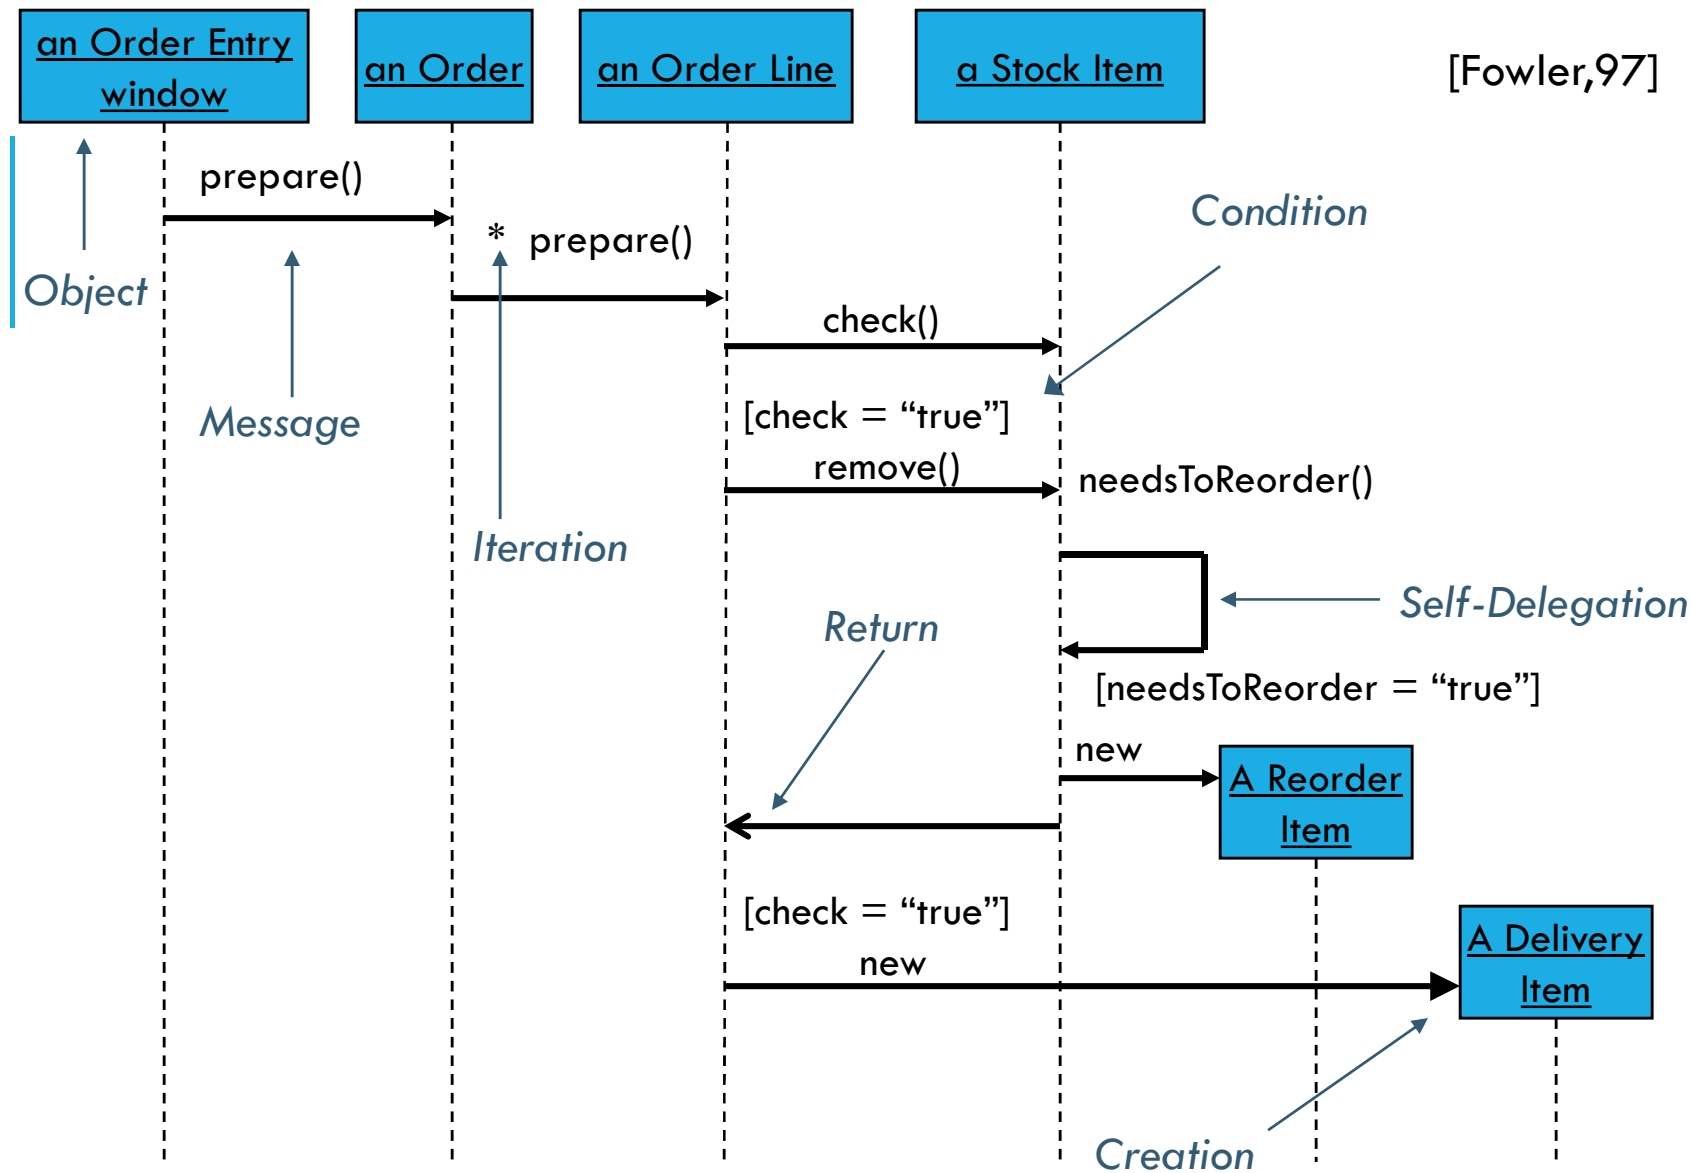 an Order Entry
window
an Order
an Order Line
a Stock Item
[Fowler,97]
prepare()
* prepare()
Condition
Object
check()
Message
[check = “true”]
remove()
needsToReorder()
Iteration
Self-Delegation
Return
[needsToReorder = “true”]
new
A Reorder
Item
[check = “true”]
new
A Delivery
Item
Creation